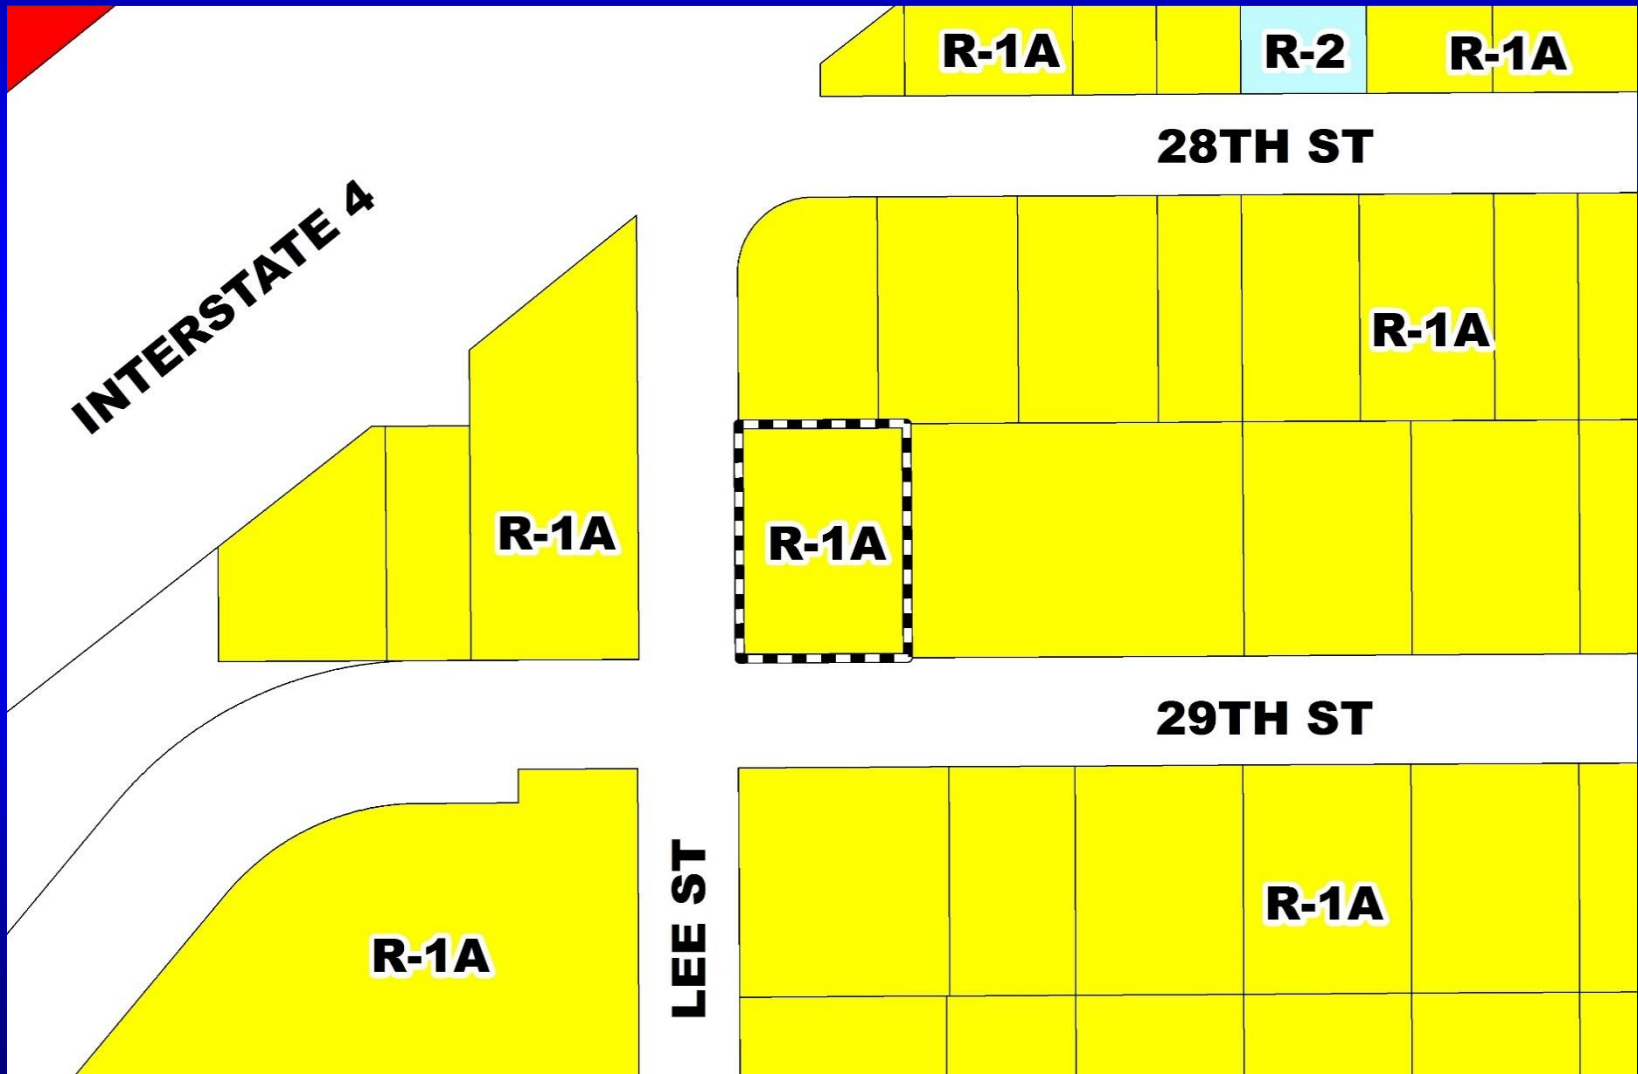 R-1A
R-2
R-1A
28TH ST
INTERSTATE 4
R-1A
R-1A
R-1A
29TH ST
LEE ST
R-1A
R-1A